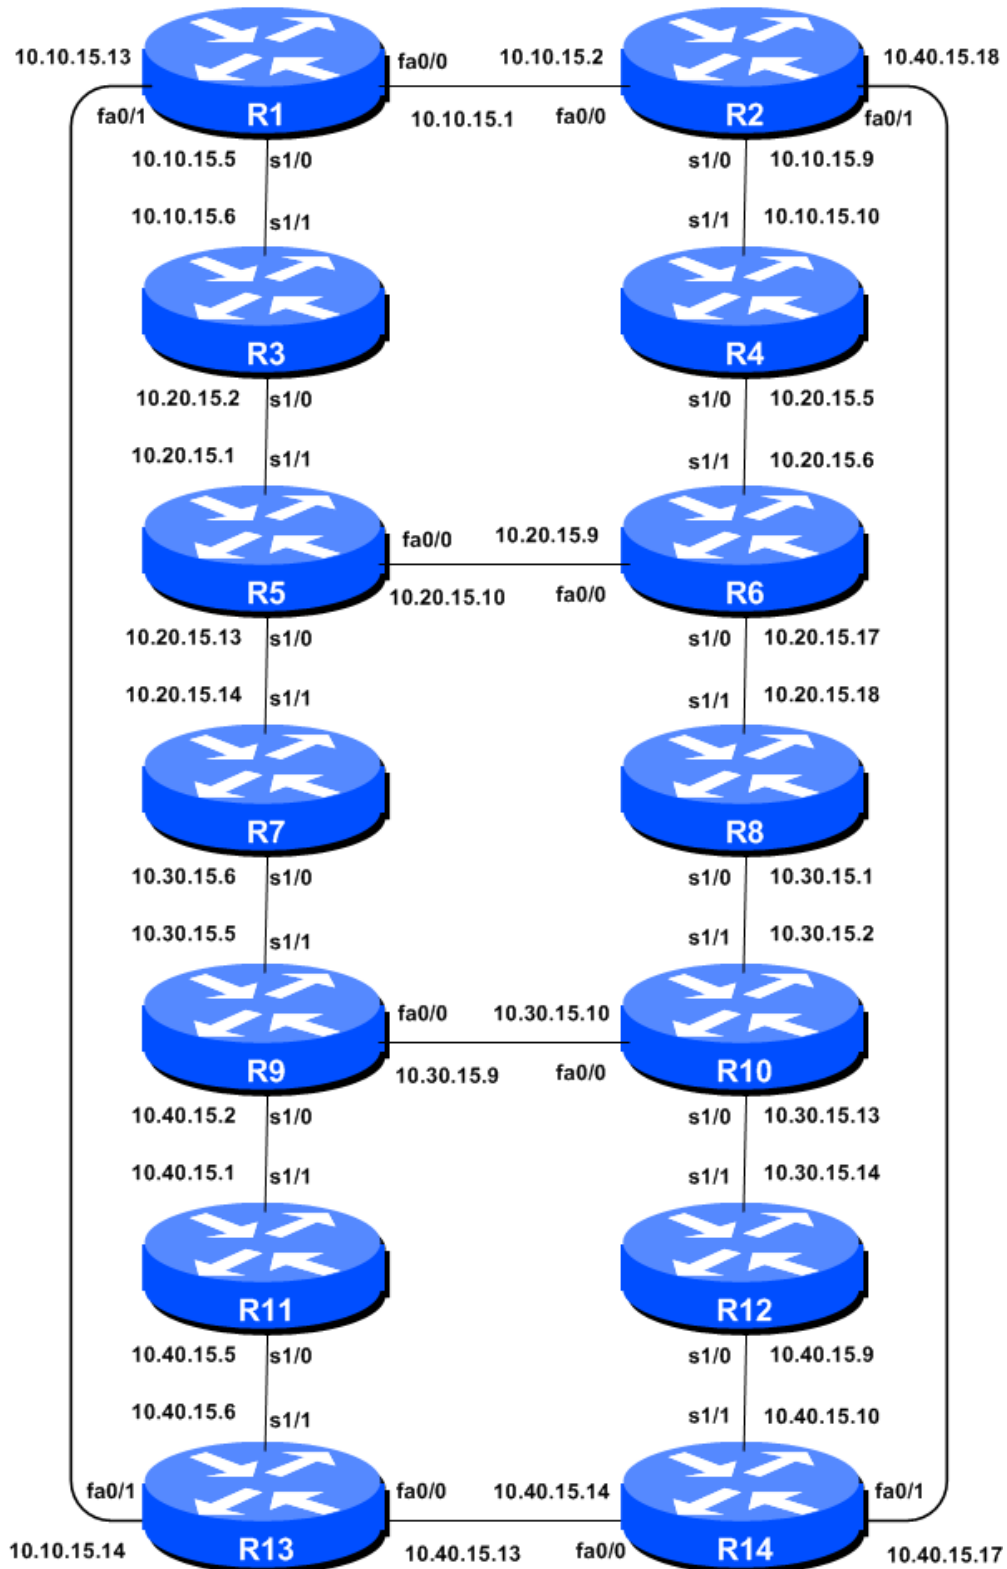 10.10.15.13 fa0/0 10.10.15.2 10.40.15.18
fa0/1 R1 10.10.15.1 fa0/0 R2 fa0/1
10.10.15.5 s1/0 s1/0 10.10.15.9
10.10.15.6 s1/1 s1/1 10.10.15.10
R3 R4
10.20.15.2 s1/0 s1/0 10.20.15.5
10.20.15.1 s1/1 s1/1 10.20.15.6
fa0/0 10.20.15.9
R5 10.20.15.10 fa0/0 R6
10.20.15.13 s1/0 s1/0 10.20.15.17
10.20.15.14 s1/1 s1/1 10.20.15.18
R7 R8
10.30.15.6 s1/0 s1/0 10.30.15.1
10.30.15.5 s1/1 s1/1 10.30.15.2
fa0/0 10.30.15.10
R9 10.30.15.9 fa0/0 R10
10.40.15.2 s1/0 s1/0 10.30.15.13
10.40.15.1 s1/1 s1/1 10.30.15.14
R11 R12
10.40.15.5 s1/0 s1/0 10.40.15.9
10.40.15.6 s1/1 s1/1 10.40.15.10
fa0/1 fa0/0 10.40.15.14 fa0/1
10.10.15.14 R13 10.40.15.13 fa0/0 R14 10.40.15.17